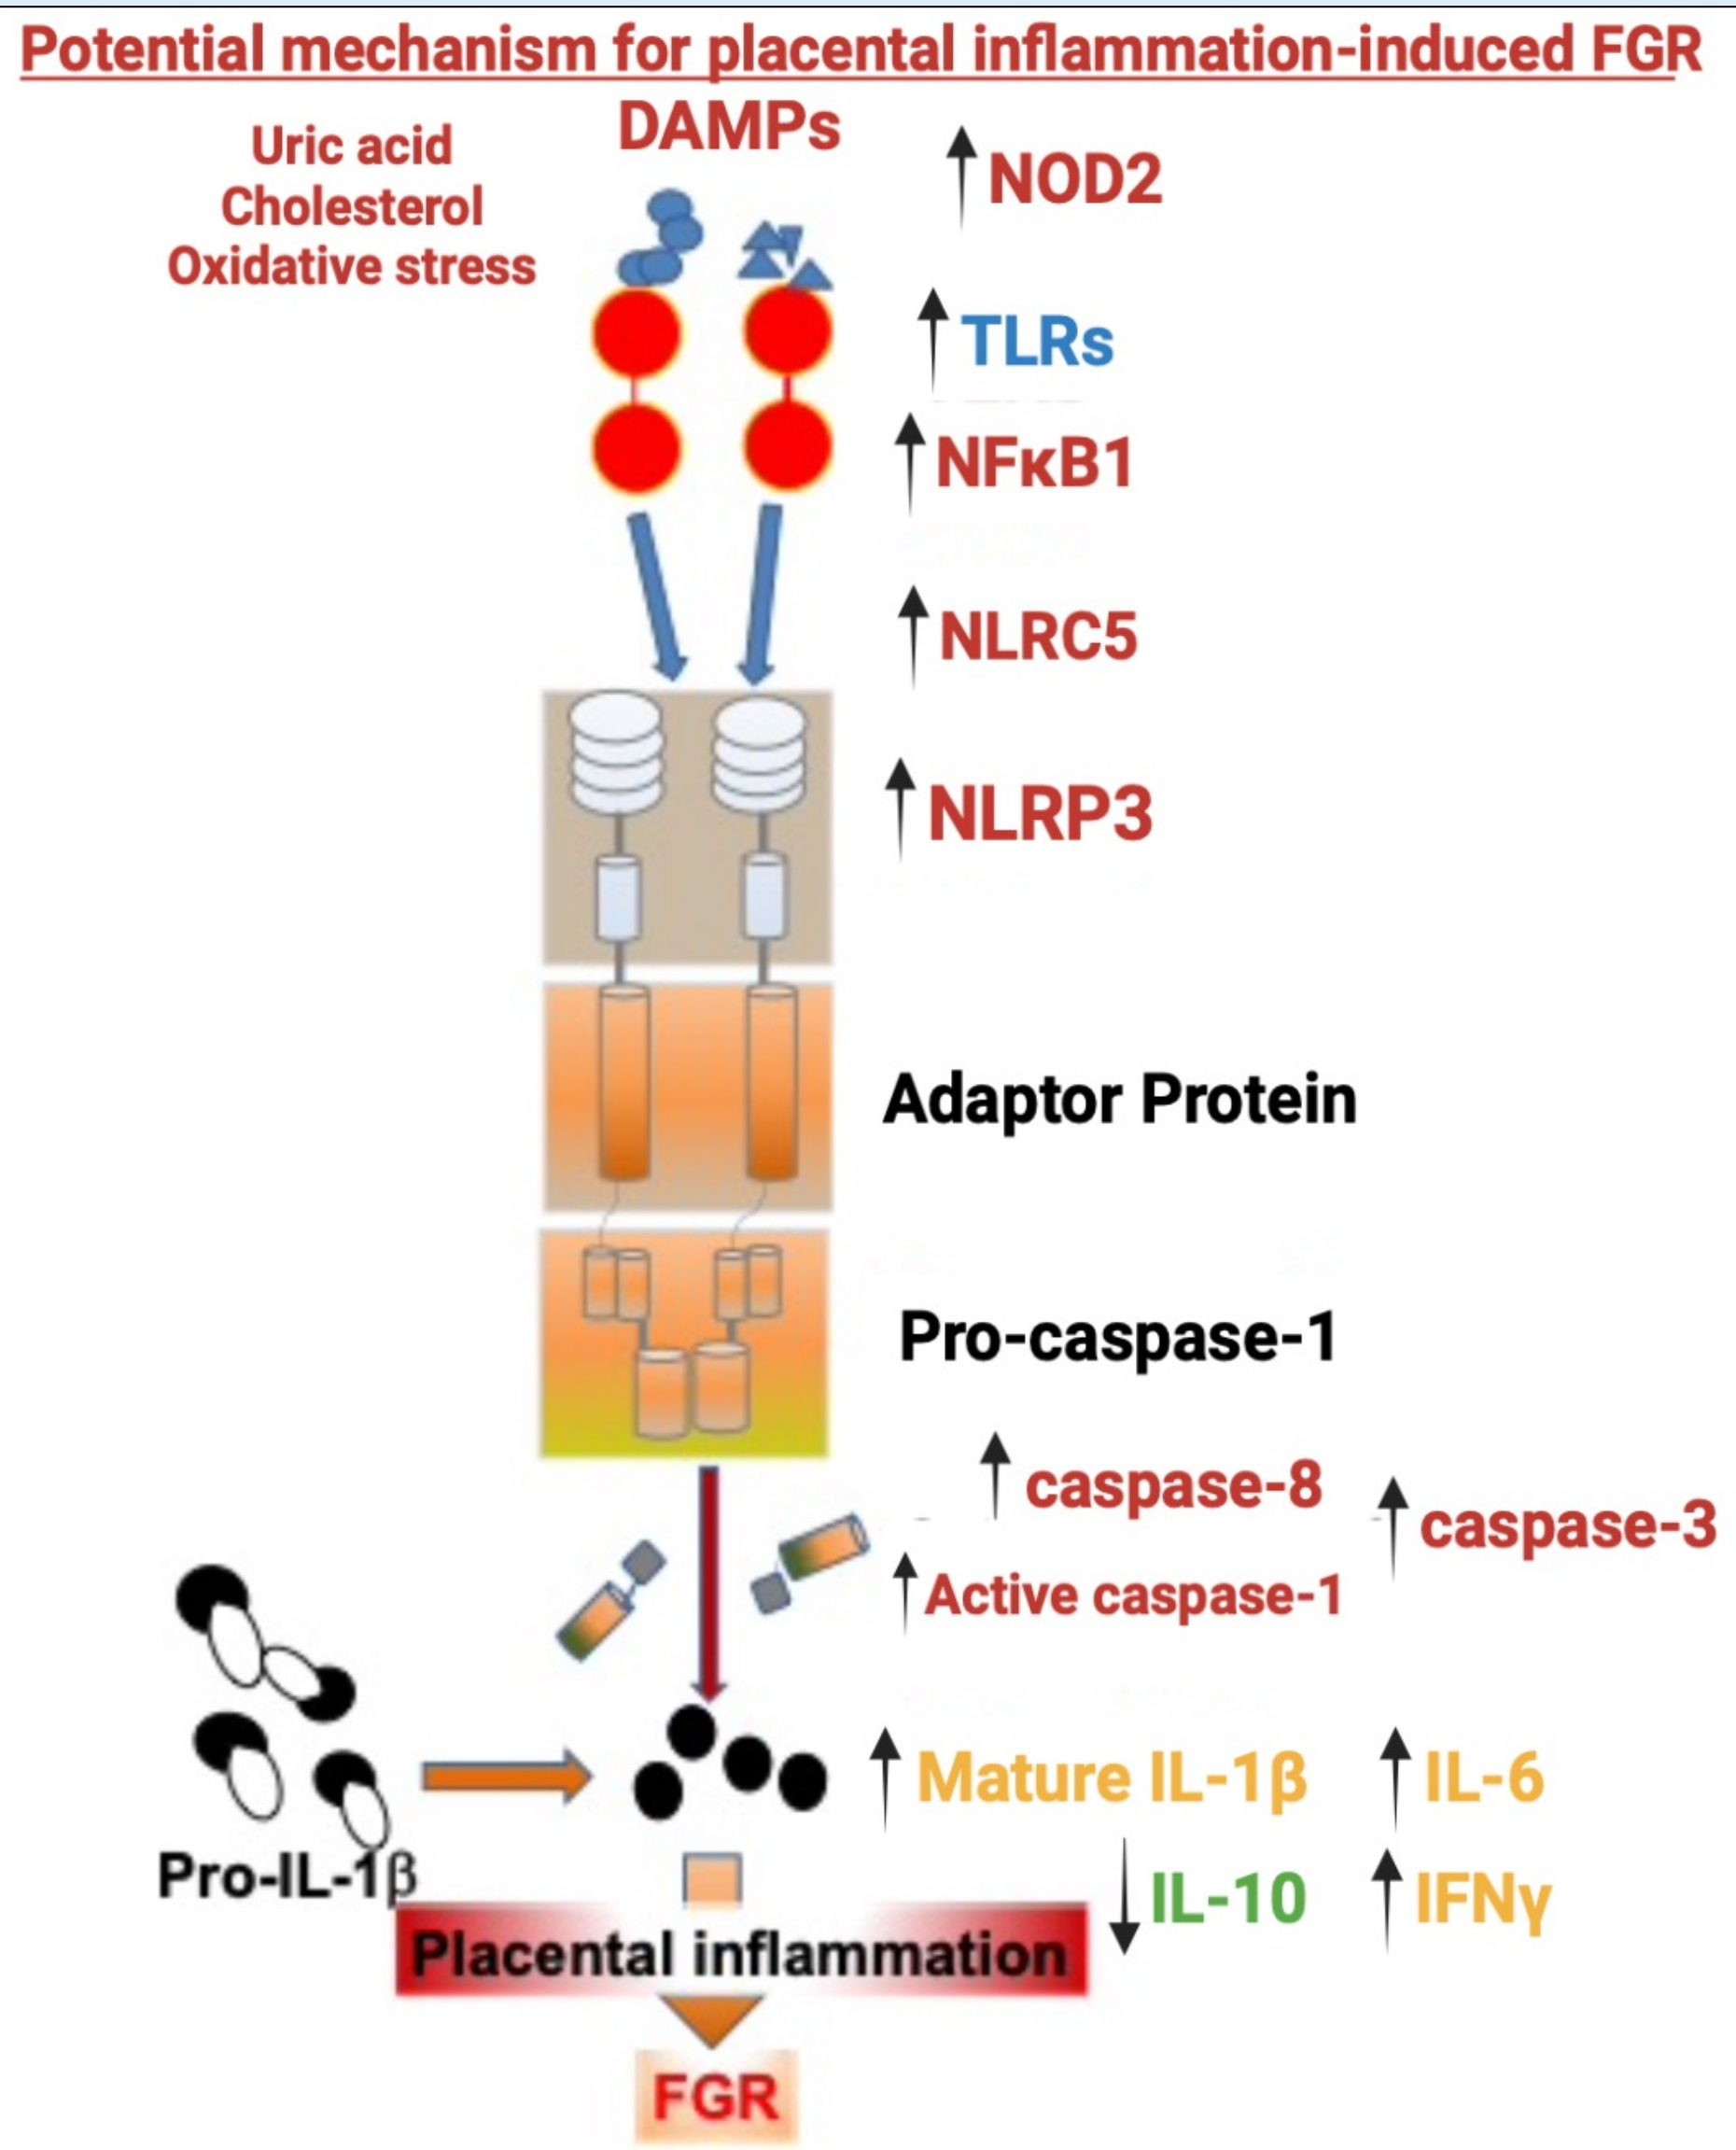 Potential mechanism for placental inflammation-induced FGR
DAMPs
Uric acid
Cholesterol
Oxidative stress
NOD2
TLRs
NFκB1
NLRC5
NLRP3
Adaptor Protein
Pro-caspase-1
caspase-8
caspase-3
Active caspase-1
Mature IL-1β
IL-6
Pro-IL-1β
IL-10
IFNγ
Placental inflammation
FGR